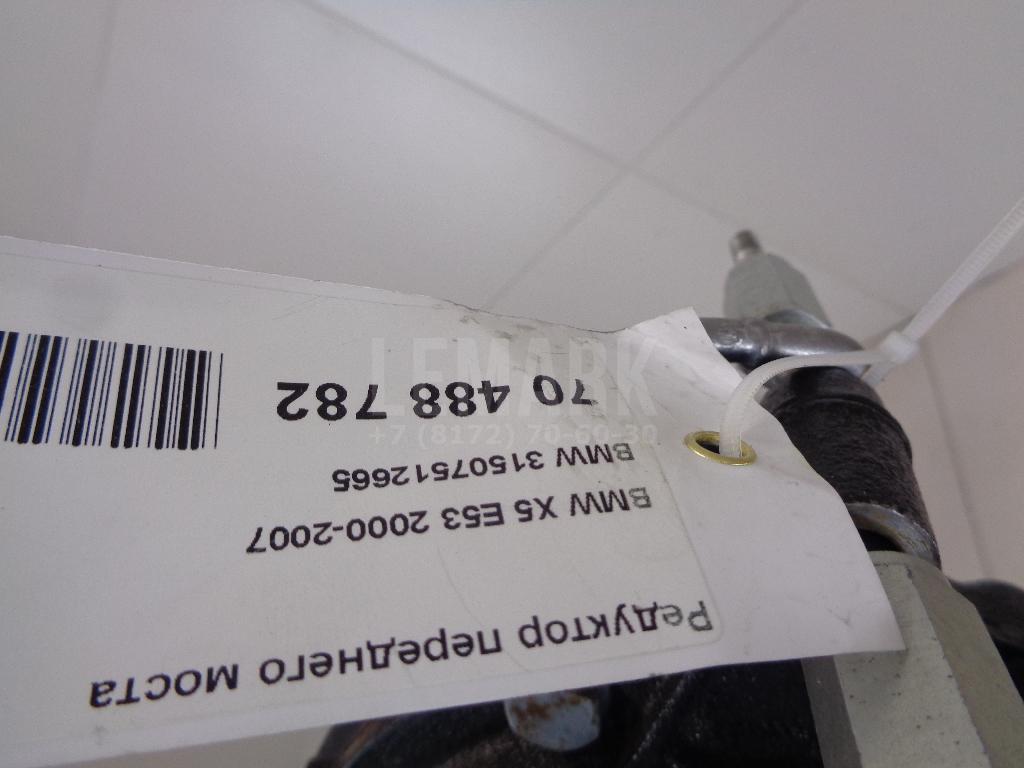 Редуктор переднего моста
BMW X5 E53 2000-2007
BMW 31507512665
70 488 782
LEMARK
+7 (8172) 70-60-30